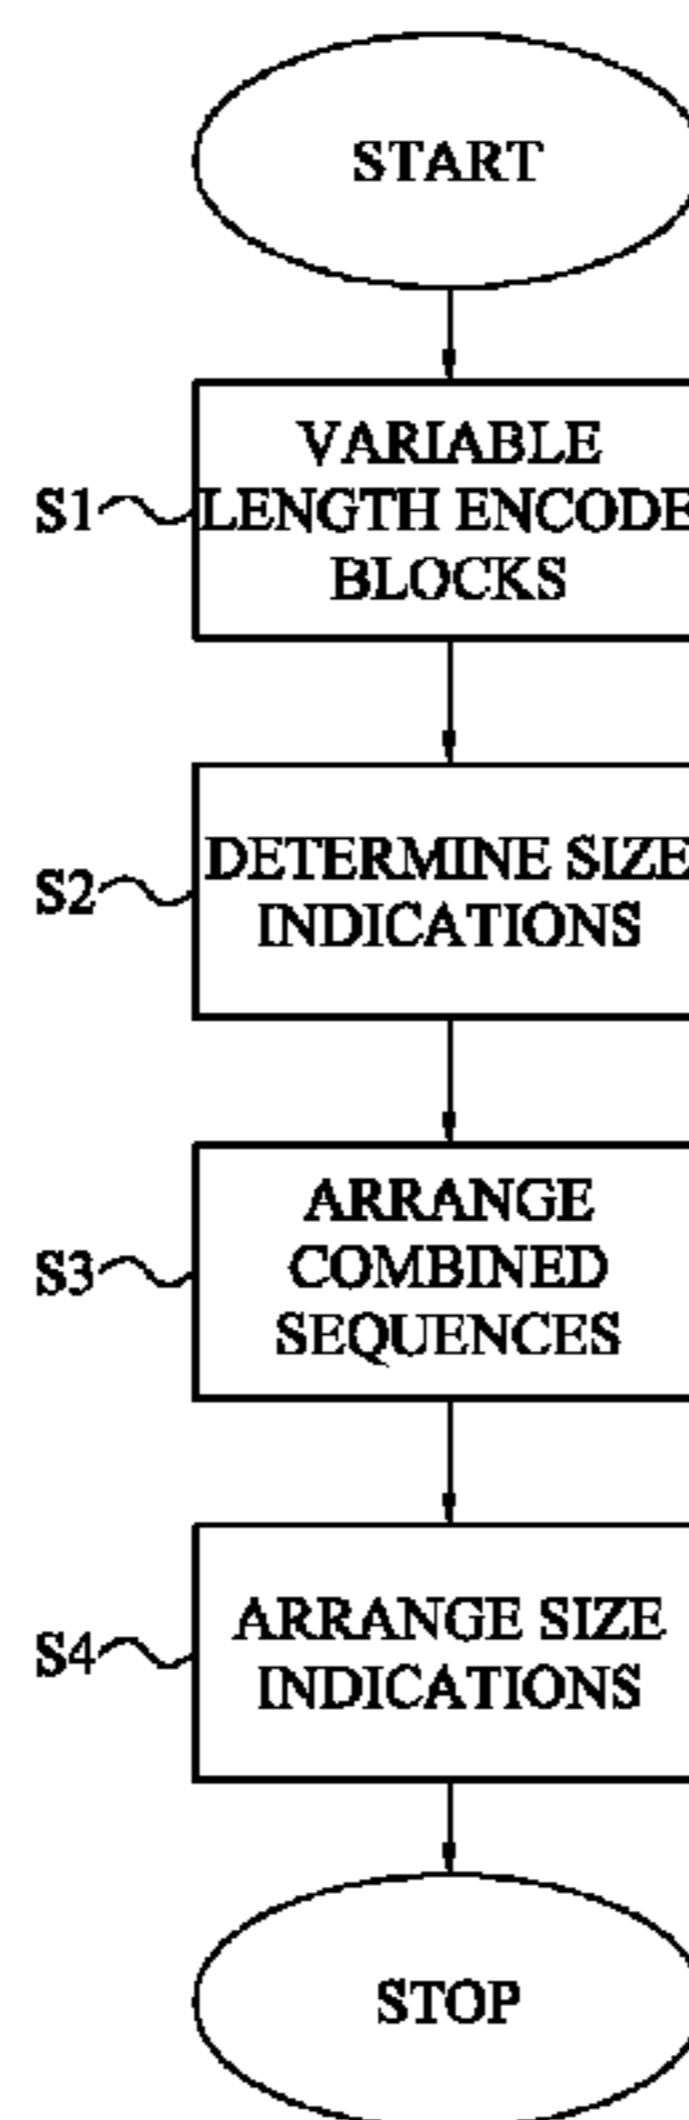 START
VARIABLE
S1 LENGTH ENCODE
BLOCKS
S2 DETERMINE SIZE
INDICATIONS
ARRANGE
S3 COMBINED
SEQUENCES
S4 ARRANGE SIZE
INDICATIONS
STOP